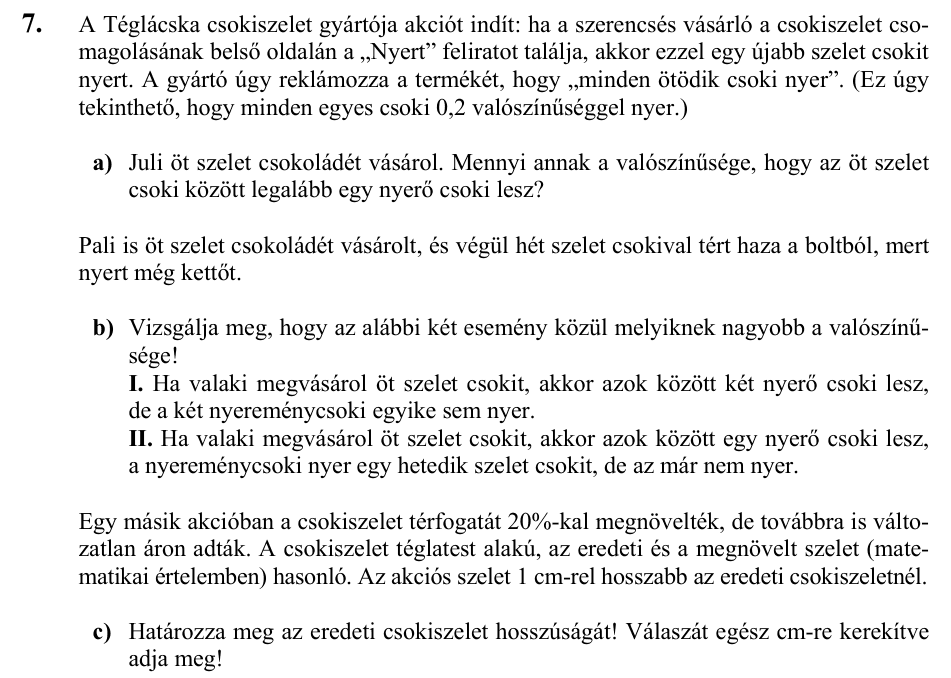 7. A Téglácska csokiszelet gyártója akciót indít: ha a szerencsés vásárló a csokiszelet cso-
magolásának belső oldalán a „Nyert” feliratot találja, akkor ezzel egy újabb szelet csokit
nyert. A gyártó úgy reklámozza a termékét, hogy „minden ötödik csoki nyer”. (Ez úgy
tekinthető, hogy minden egyes csoki 0,2 valószínűséggel nyer.)
a) Juli öt szelet csokoládét vásárol. Mennyi annak a valószínűsége, hogy az öt szelet
csoki között legalább egy nyerő csoki lesz?
Pali is öt szelet csokoládét vásárolt, és végül hét szelet csokival tért haza a boltból, mert
nyert még kettőt.
b) Vizsgálja meg, hogy az alábbi két esemény közül melyiknek nagyobb a valószínű-
sége!
I. Ha valaki megvásárol öt szelet csokit, akkor azok között két nyerő csoki lesz,
de a két nyereménycsoki egyike sem nyer.
II. Ha valaki megvásárol öt szelet csokit, akkor azok között egy nyerő csoki lesz,
a nyereménycsoki nyer egy hetedik szelet csokit, de az már nem nyer.
Egy másik akcióban a csokiszelet térfogatát 20%-kal megnövelték, de továbbra isválto-
zatlan áron adták. A csokiszelet téglatest alakú, az eredeti és a megnövelt szelet (mate-
matikai értelemben) hasonló. Az akciós szelet 1 cm-rel hosszabb az eredeti csokiszeletnél.
c) Határozza meg az eredeti csokiszelet hosszúságát! Válaszát egész cm-re kerekítve
adja meg!